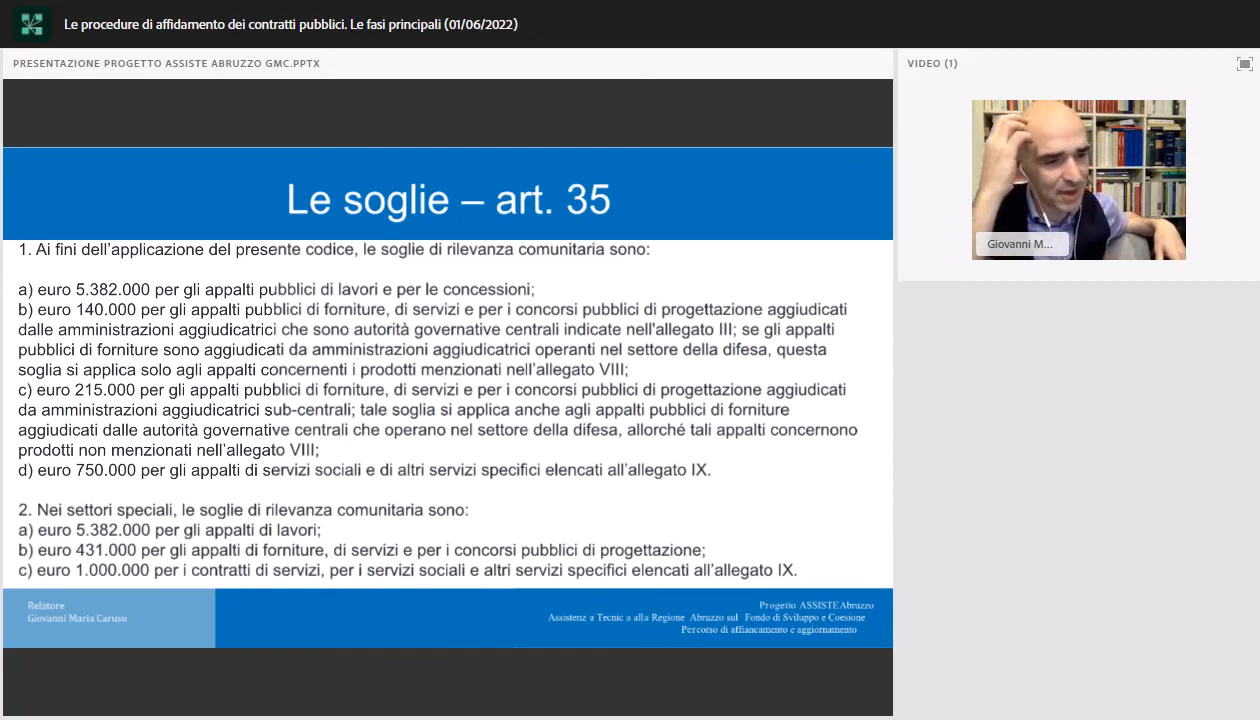 Le procedure di affidamento dei contratti pubblici. Le fasi principali (01/06/2022)
PRESENTAZIONE PROGETTO ASSISTE ABRUZZO GMC.PPTX
VIDEO (1)
Le soglie – art. 35
1. Ai fini dell'applicazione del presente codice, le soglie di rilevanza comunitaria sono:
a) euro 5.382.000 per gli appalti pubblici di lavori e per le concessioni;
b) euro 140.000 per gli appalti pubblici di forniture, di servizi e per i concorsi pubblici di progettazione aggiudicati
dalle amministrazioni aggiudicatrici che sono autorità governative centrali indicate nell'allegato III; se gli appalti
pubblici di forniture sono aggiudicati da amministrazioni aggiudicatrici operanti nel settore della difesa, questa
soglia si applica solo agli appalti concernenti i prodotti menzionati nell'allegato VIII;
c) euro 215.000 per gli appalti pubblici di forniture, di servizi e per i concorsi pubblici di progettazione aggiudicati
da amministrazioni aggiudicatrici sub-centrali; tale soglia si applica anche agli appalti pubblici di forniture
aggiudicati dalle autorità governative centrali che operano nel settore della difesa, allorché tali appalti concernono
prodotti non menzionati nell'allegato VIII;
d) euro 750.000 per gli appalti di servizi sociali e di altri servizi specifici elencati all'allegato IX.
2. Nei settori speciali, le soglie di rilevanza comunitaria sono:
a) euro 5.382.000 per gli appalti di lavori;
b) euro 431.000 per gli appalti di forniture, di servizi e per i concorsi pubblici di progettazione;
c) euro 1.000.000 per i contratti di servizi, per i servizi sociali e altri servizi specifici elencati all'allegato IX.
Relatore
Giovanni Maria Caruso
Progetto ASSISTE Abruzzo
Assistenz a Tecnic a alla Regione Abruzzo sul Fondo di Sviluppo e Coesione
Percorso di affiancamento e aggiornamento
Giovanni M...